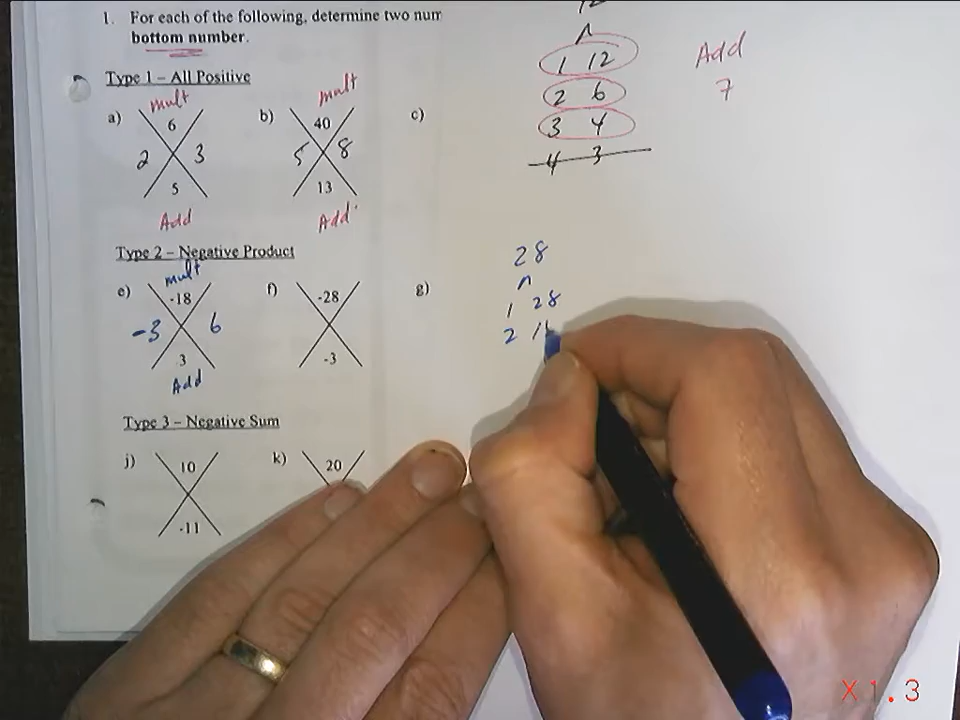 1. For each of the following, determine two num
bottom number.
Type 1 – All Positive
a) mult 6 2 3 5 Add
b) mult 40 5 8 13 Add
c)
Type 2 – Negative Product
e) mult -18 -3 6 3 Add
f) -28 -3
g)
Type 3 – Negative Sum
j) 10 -11
k) 20
1 12
2 6
3 4
4 3
Add
7
28
1 28
2 1
X1.3